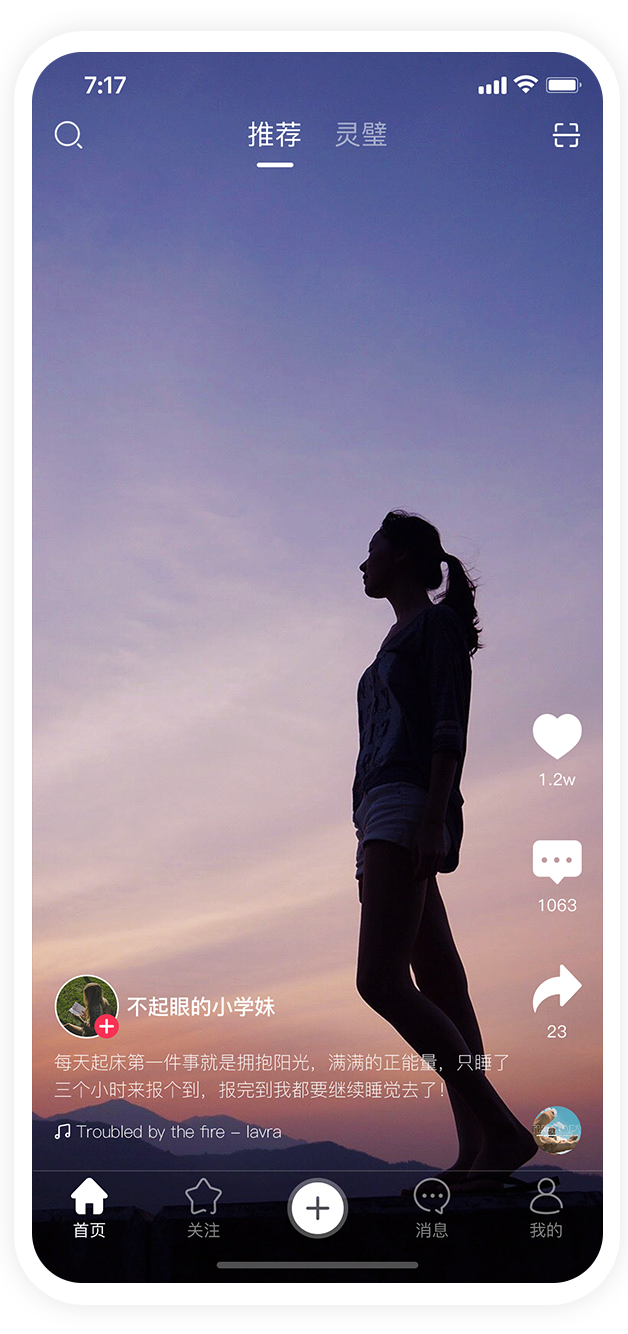 7:17
推荐 灵璧
1.2w
1063
23
不起眼的小学妹
每天起床第一件事就是拥抱阳光，满满的正能量，只睡了
三个小时来报个到，报完到我都要继续睡觉去了！
Troubled by the fire – lavra
首页 关注 消息 我的